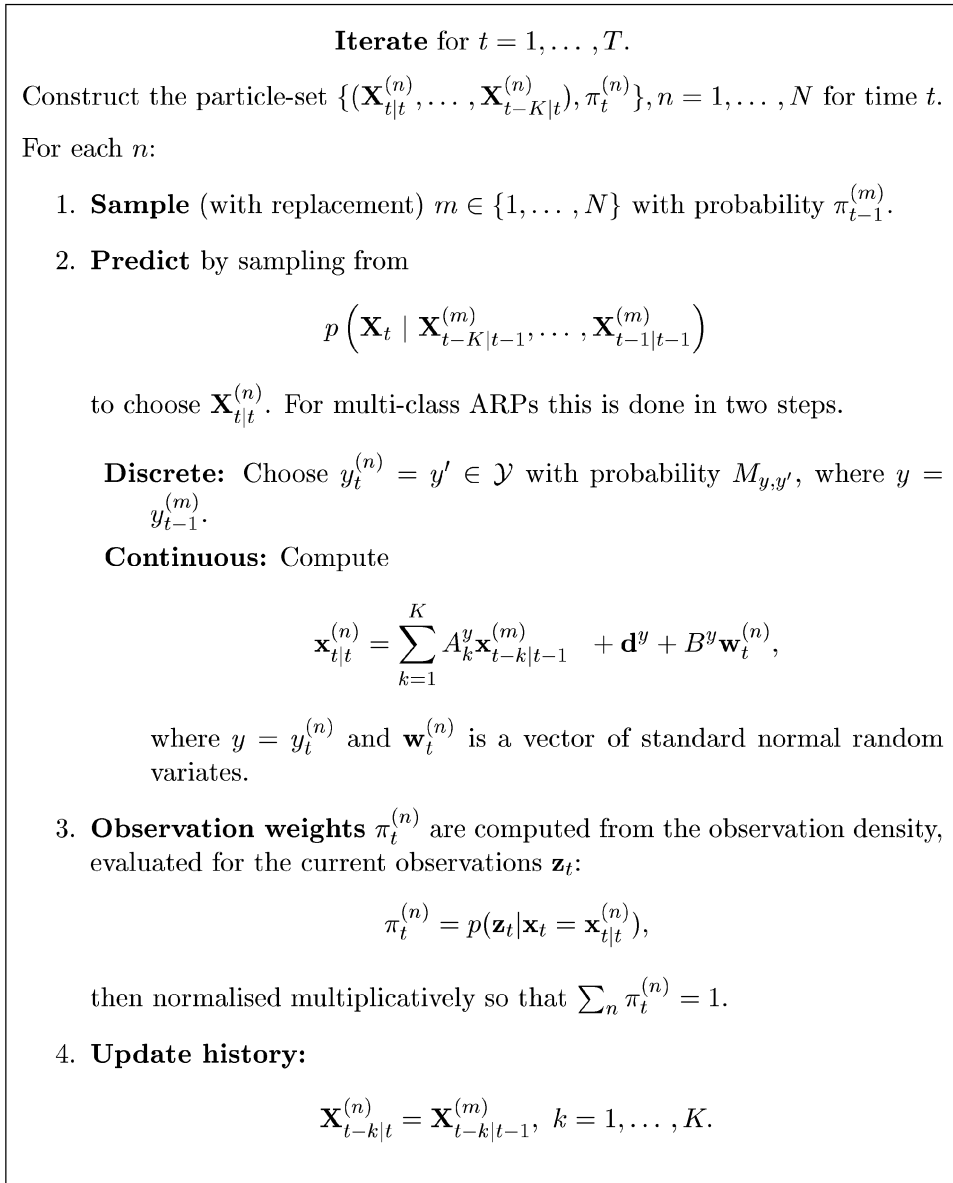 Iterate for t = 1, . . . , T.
Construct the particle-set {(X_{t|t}^{(n)}, . . . , X_{t−K|t}^{(n)}), π_t^{(n)}}, n = 1, . . . , N for time t.
For each n:
1. Sample (with replacement) m ∈ {1, . . . , N} with probability π_{t−1}^{(m)}.
2. Predict by sampling from
p ( X_t | X_{t−K|t−1}^{(m)}, . . . , X_{t−1|t−1}^{(m)} )
to choose X_{t|t}^{(n)}. For multi-class ARPs this is done in two steps.
Discrete: Choose y_t^{(n)} = y′ ∈ 𝒴 with probability M_{y,y′}, where y =
y_{t−1}^{(m)}.
Continuous: Compute
x_{t|t}^{(n)} = ∑_{k=1}^{K} A_k^y x_{t−k|t−1}^{(m)} + d^y + B^y w_t^{(n)},
where y = y_t^{(n)} and w_t^{(n)} is a vector of standard normal random
variates.
3. Observation weights π_t^{(n)} are computed from the observation density,
evaluated for the current observations z_t:
π_t^{(n)} = p(z_t|x_t = x_{t|t}^{(n)}),
then normalised multiplicatively so that ∑_n π_t^{(n)} = 1.
4. Update history:
X_{t−k|t}^{(n)} = X_{t−k|t−1}^{(m)}, k = 1, . . . , K.